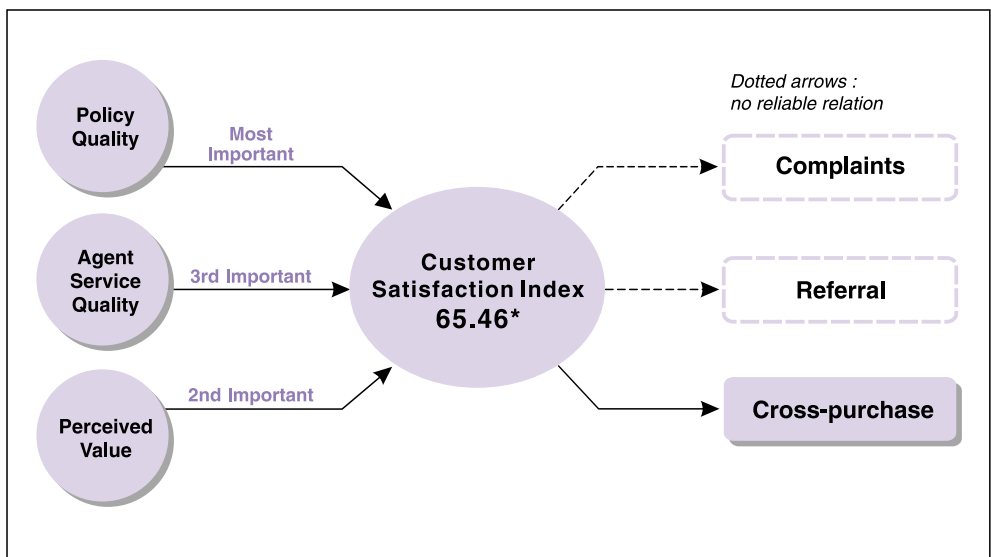 Policy
Quality
Most
Important
Agent
Service
Quality
3rd Important
Perceived
Value
2nd Important
Customer
Satisfaction Index
65.46*
Dotted arrows :
no reliable relation
Complaints
Referral
Cross-purchase